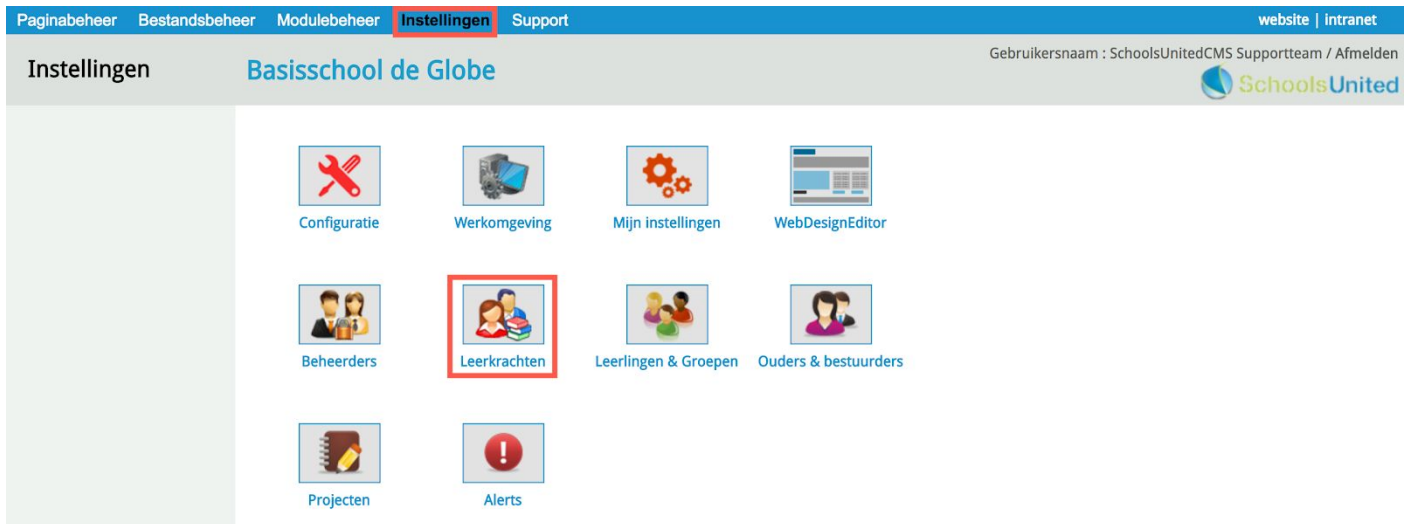 Paginabeheer Bestandsbeheer Modulebeheer Instellingen Support website | intranet
Instellingen Basisschool de Globe Gebruikersnaam : SchoolsUnitedCMS Supportteam / Afmelden
SchoolsUnited
Configuratie Werkomgeving Mijn instellingen WebDesignEditor
Beheerders Leerkrachten Leerlingen & Groepen Ouders & bestuurders
Projecten Alerts